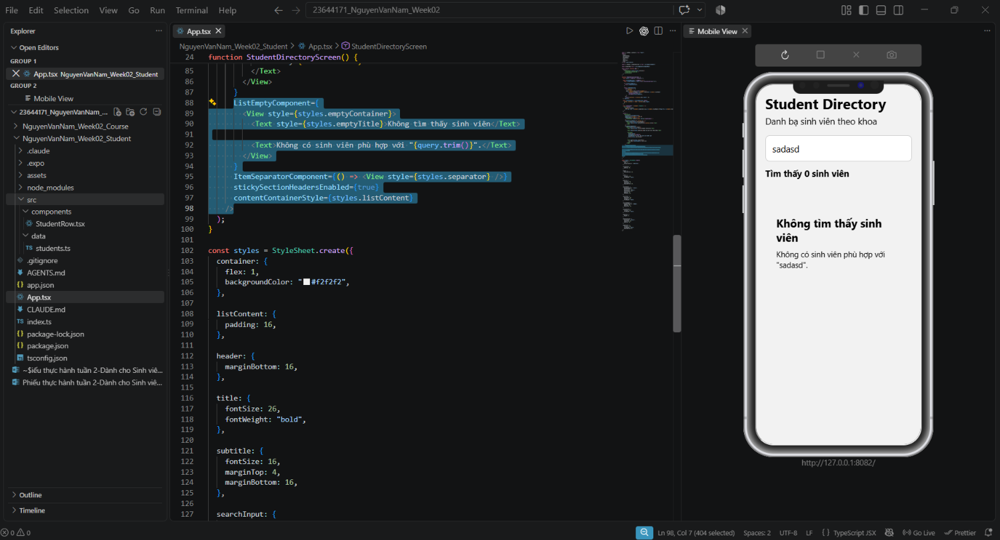 File Edit Selection View Go Run Terminal Help
23644171_NguyenVanNam_Week02
Explorer
Open Editors
GROUP 1
App.tsx NguyenVanNam_Week02_Student
GROUP 2
Mobile View
23644171_NguyenVanNam_...
NguyenVanNam_Week02_Course
NguyenVanNam_Week02_Student
.claude
.expo
assets
node_modules
src
components
StudentRow.tsx
data
TS students.ts
.gitignore
AGENTS.md
{} app.json
App.tsx
CLAUDE.md
TS index.ts
{} package-lock.json
{} package.json
tsconfig.json
~$iếu thực hành tuần 2-Dành cho Sinh viê...
Phiếu thực hành tuần 2-Dành cho Sinh viê...
Outline
Timeline
App.tsx
NguyenVanNam_Week02_Student > App.tsx > StudentDirectoryScreen
24 function StudentDirectoryScreen() {
85 </Text>
86 </View>
87 }
88 ListEmptyComponent={
89 <View style={styles.emptyContainer}>
90 <Text style={styles.emptyTitle}>Không tìm thấy sinh viên</Text>
91
92 <Text>Không có sinh viên phù hợp với "{query.trim()}".</Text>
93 </View>
94 }
95 ItemSeparatorComponent={() => <View style={styles.separator} />}
96 stickySectionHeadersEnabled={true}
97 contentContainerStyle={styles.listContent}
98 />
99 );
100 }
101
102 const styles = StyleSheet.create({
103 container: {
104 flex: 1,
105 backgroundColor: "#f2f2f2",
106 },
107
108 listContent: {
109 padding: 16,
110 },
111
112 header: {
113 marginBottom: 16,
114 },
115
116 title: {
117 fontSize: 26,
118 fontWeight: "bold",
119 },
120
121 subtitle: {
122 fontSize: 16,
123 marginTop: 4,
124 marginBottom: 16,
125 },
126
127 searchInput: {
Mobile View
Student Directory
Danh bạ sinh viên theo khoa
sadasd
Tìm thấy 0 sinh viên
Không tìm thấy sinh
viên
Không có sinh viên phù hợp với
"sadasd".
http://127.0.0.1:8082/
0 0
Ln 98, Col 7 (404 selected) Spaces: 2 UTF-8 LF {} TypeScript JSX Go Live Prettier